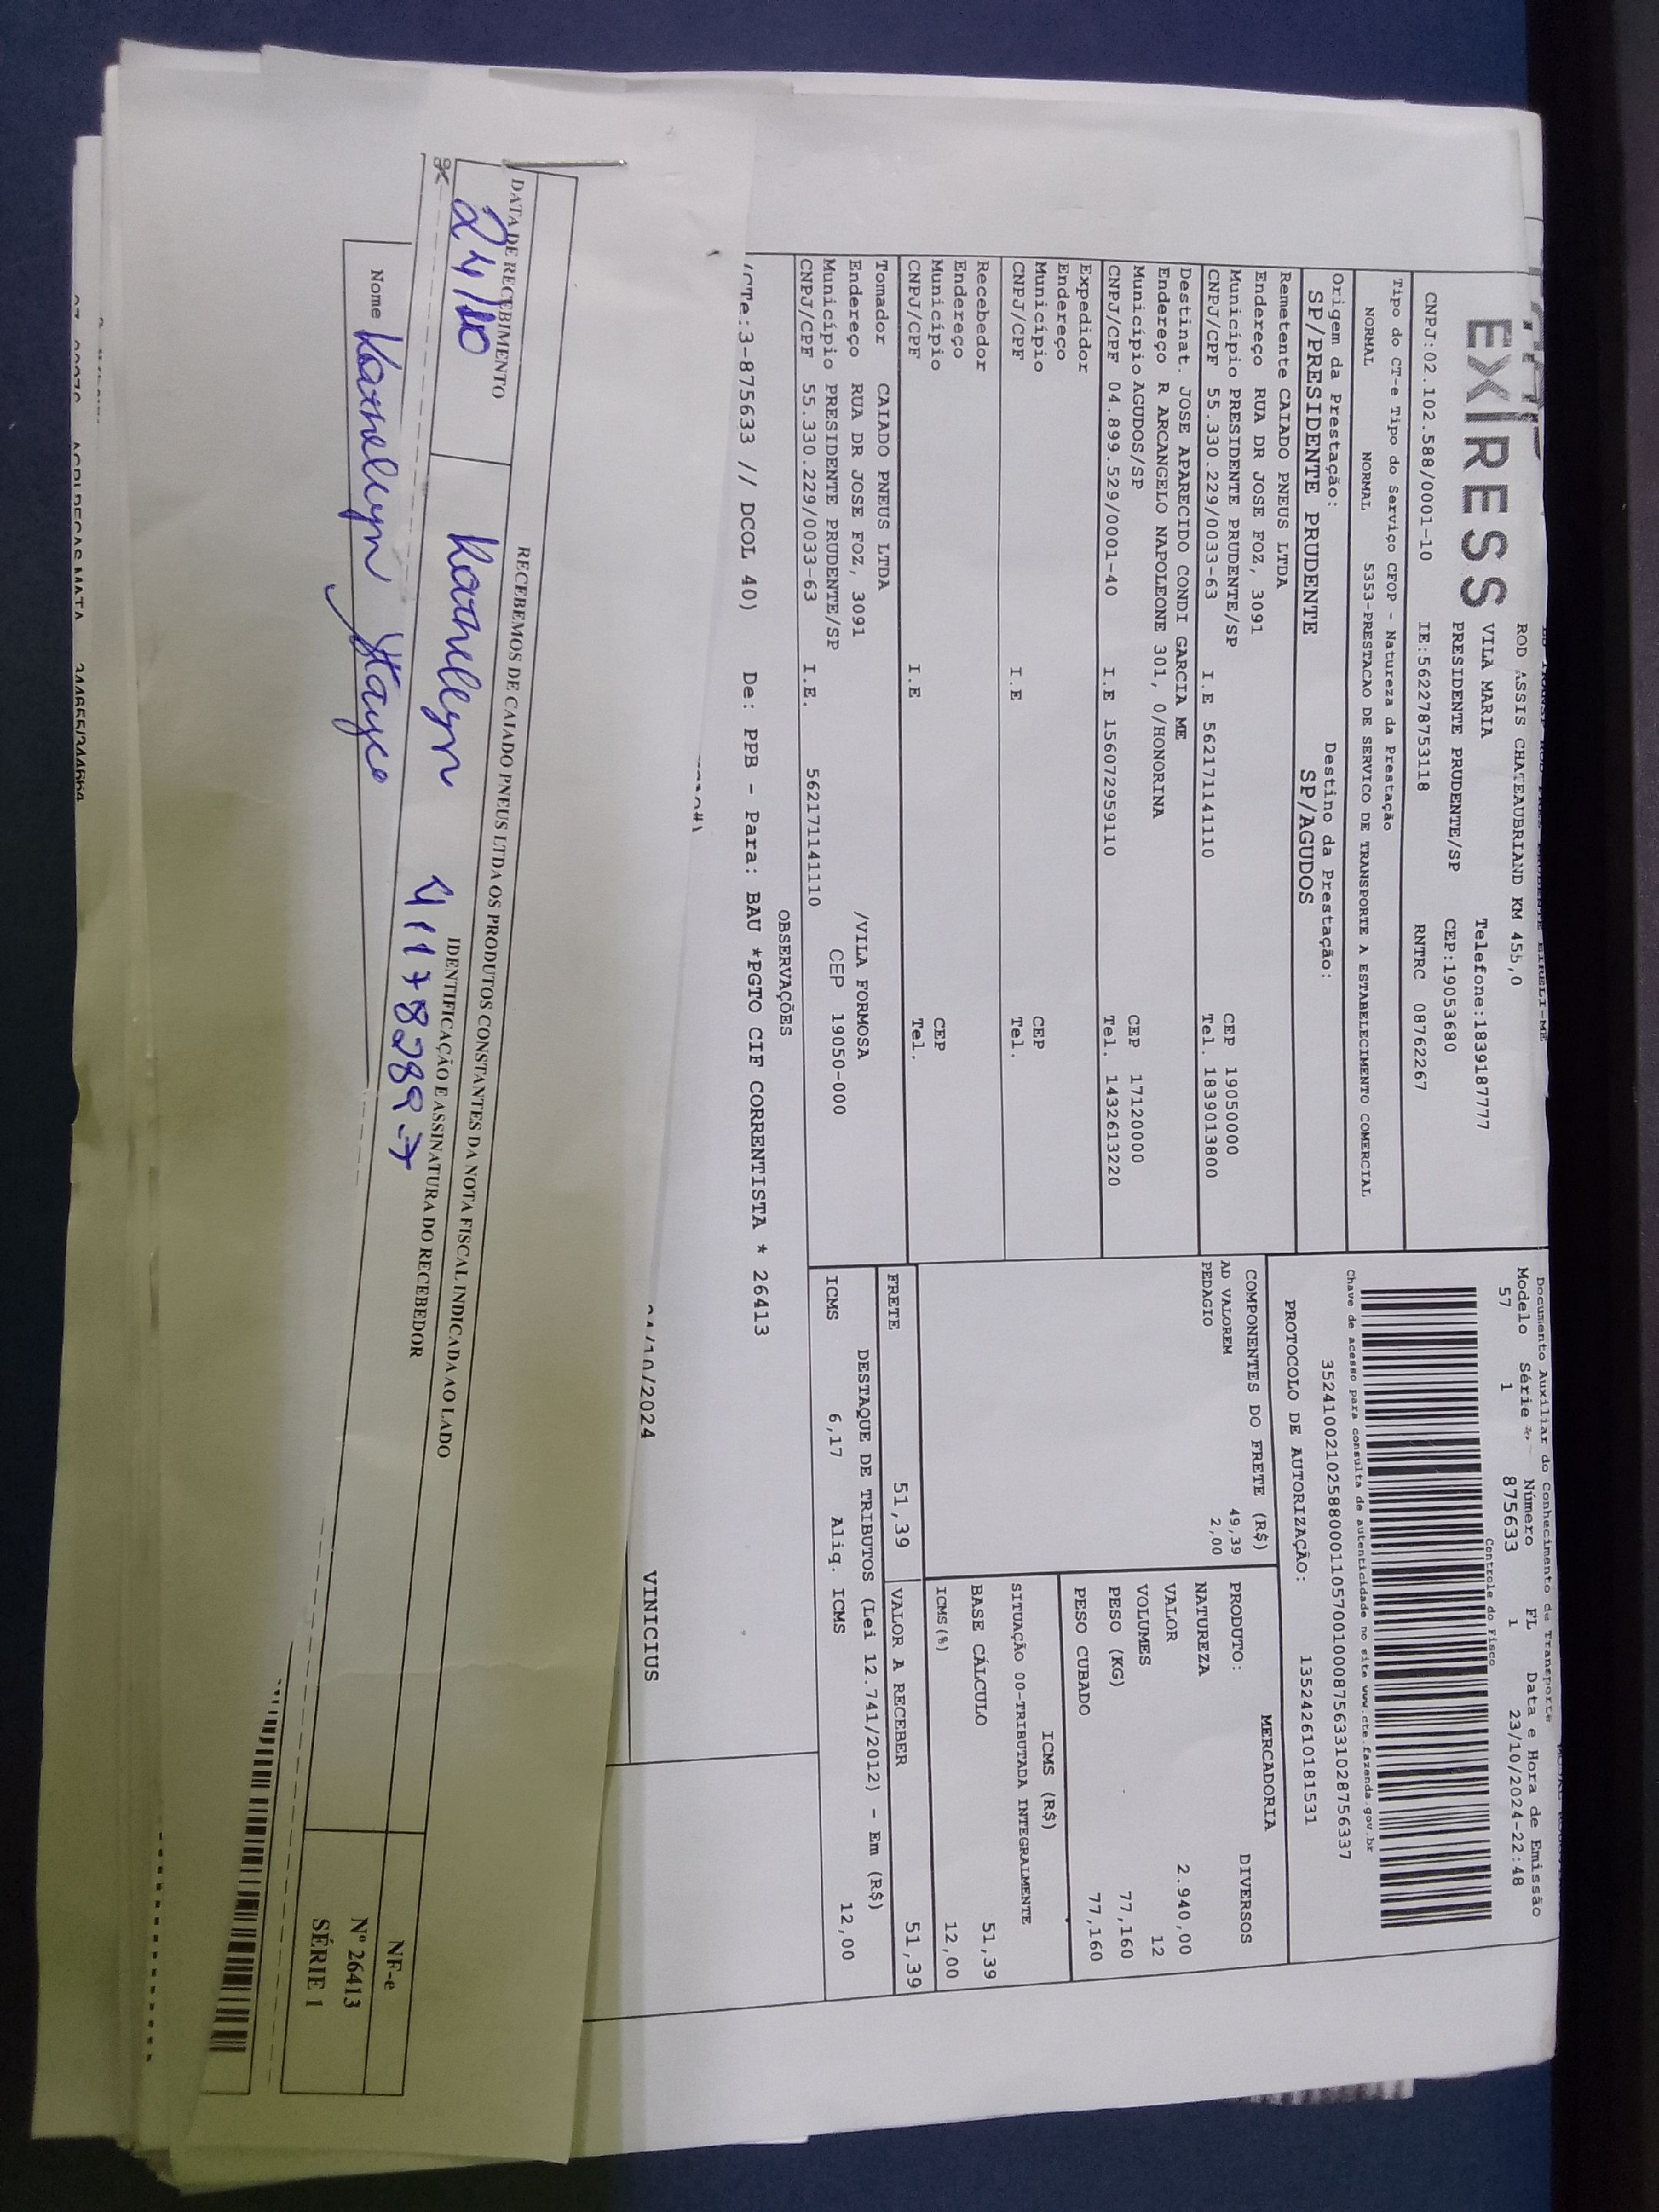 EXPRESS
ROD ASSIS CHATEAUBRIAND KM 455,0
VILA MARIA Telefone:1839187777
PRESIDENTE PRUDENTE/SP CEP:19053680
CNPJ:02.102.588/0001-10 IE:562278753118 RNTRC 08762267
Tipo do CT-e Tipo do Serviço CFOP - Natureza da Prestação
NORMAL NORMAL 5353-PRESTACAO DE SERVICO DE TRANSPORTE A ESTABELECIMENTO COMERCIAL
Origem da Prestação: Destino da Prestação:
SP/PRESIDENTE PRUDENTE SP/AGUDOS
Documento Auxiliar do Conhecimento de Transporte
Modelo Série Número FL Data e Hora de Emissão
57 1 875633 1 23/10/2024-22:48
Controle do Fisco
Chave de acesso para consulta de autenticidade no site www.cte.fazenda.gov.br
35241002102588000110570010008756331028756337
PROTOCOLO DE AUTORIZAÇÃO: 135242610181531
Remetente CAIADO PNEUS LTDA
Endereço RUA DR JOSE FOZ, 3091
Município PRESIDENTE PRUDENTE/SP CEP 19050000
CNPJ/CPF 55.330.229/0033-63 I.E 562171141110 Tel. 1839013800
Destinat. JOSE APARECIDO CONDI GARCIA ME
Endereço R ARCANGELO NAPOLEONE 301, 0/HONORINA
Município AGUDOS/SP CEP 17120000
CNPJ/CPF 04.899.529/0001-40 I.E 156072959110 Tel. 1432613220
Expedidor
Endereço
Município CEP
CNPJ/CPF I.E Tel.
Recebedor
Endereço
Município CEP
CNPJ/CPF I.E Tel.
Tomador CAIADO PNEUS LTDA
Endereço RUA DR JOSE FOZ, 3091 /VILA FORMOSA
Município PRESIDENTE PRUDENTE/SP CEP 19050-000
CNPJ/CPF 55.330.229/0033-63 I.E. 562171141110
COMPONENTES DO FRETE (R$)
AD VALOREM 49,39
PEDAGIO 2,00
MERCADORIA
PRODUTO: DIVERSOS
NATUREZA
VALOR 2.940,00
VOLUMES 12
PESO (KG) 77,160
PESO CUBADO 77,160
ICMS (R$)
SITUAÇÃO 00-TRIBUTADA INTEGRALMENTE
BASE CÁLCULO 51,39
ICMS(%) 12,00
FRETE 51,39 VALOR A RECEBER 51,39
DESTAQUE DE TRIBUTOS (Lei 12.741/2012) - Em (R$)
ICMS 6,17 Aliq. ICMS 12,00
OBSERVAÇÕES
CTe:3-875633 // DCOL 40) De: PPB - Para: BAU *PGTO CIF CORRENTISTA * 26413
/10/2024 VINICIUS
RECEBEMOS DE CAIADO PNEUS LTDA OS PRODUTOS CONSTANTES DA NOTA FISCAL INDICADA AO LADO
DATA DE RECEBIMENTO IDENTIFICAÇÃO E ASSINATURA DO RECEBEDOR
24/10 Kathellyn 411782897
NF-e
Nº 26413
SÉRIE 1
Nome Kathellyn